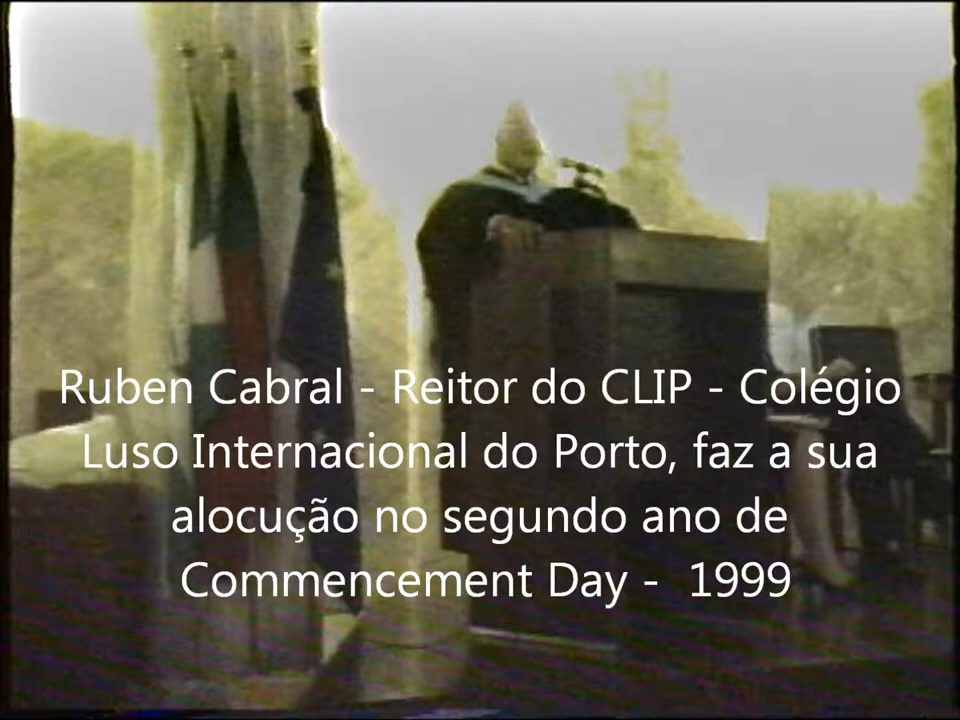 Ruben Cabral - Reitor do CLIP - Colégio
Luso Internacional do Porto, faz a sua
alocução no segundo ano de
Commencement Day -  1999